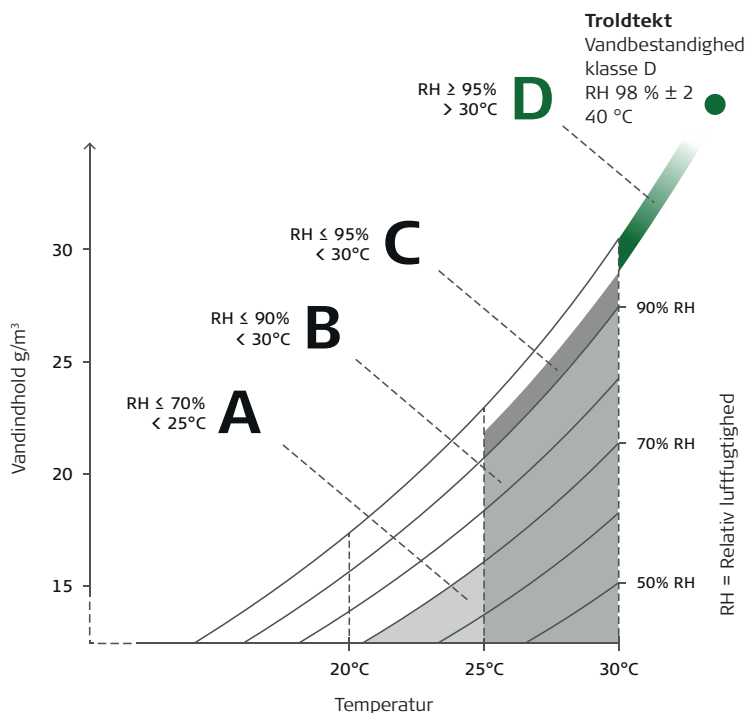 Troldtekt
Vandbestandighed
klasse D
RH 98 % ± 2
40 °C
RH ≥ 95%
> 30°C
D
RH ≤ 95%
< 30°C
C
RH ≤ 90%
< 30°C
B
RH ≤ 70%
< 25°C
A
Vandindhold g/m³
30
25
20
15
90% RH
70% RH
50% RH
RH = Relativ luftfugtighed
20°C
25°C
30°C
Temperatur